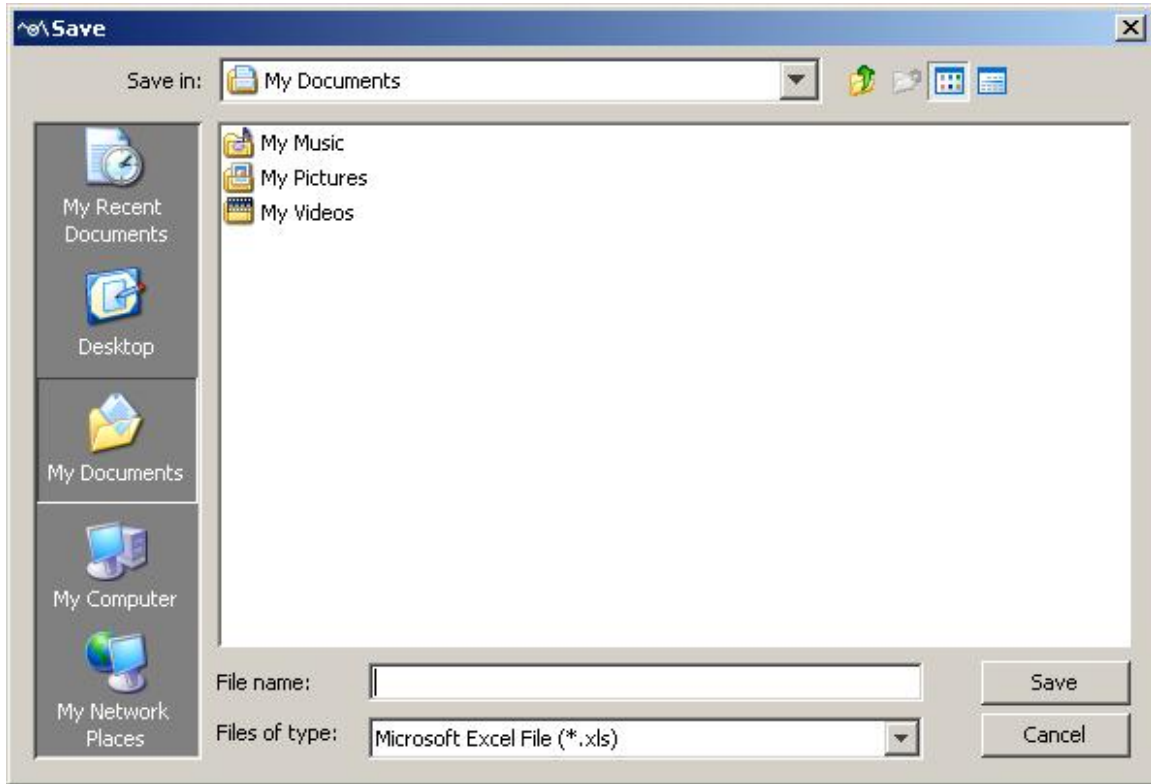 Save
Save in: My Documents
My Recent
Documents
Desktop
My Documents
My Computer
My Network
Places
My Music
My Pictures
My Videos
File name:
Save
Files of type: Microsoft Excel File (*.xls)
Cancel